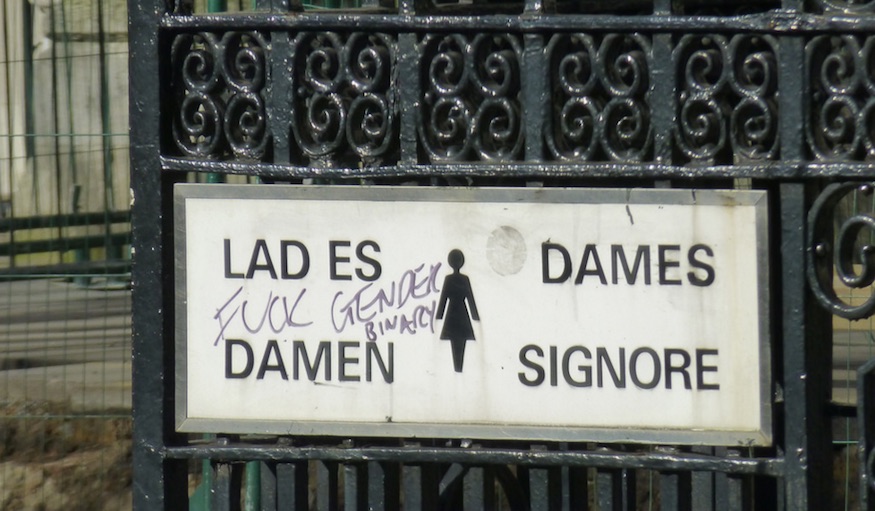 LAD ES
DAMES
FUCK GENDER
BINARY
DAMEN
SIGNORE